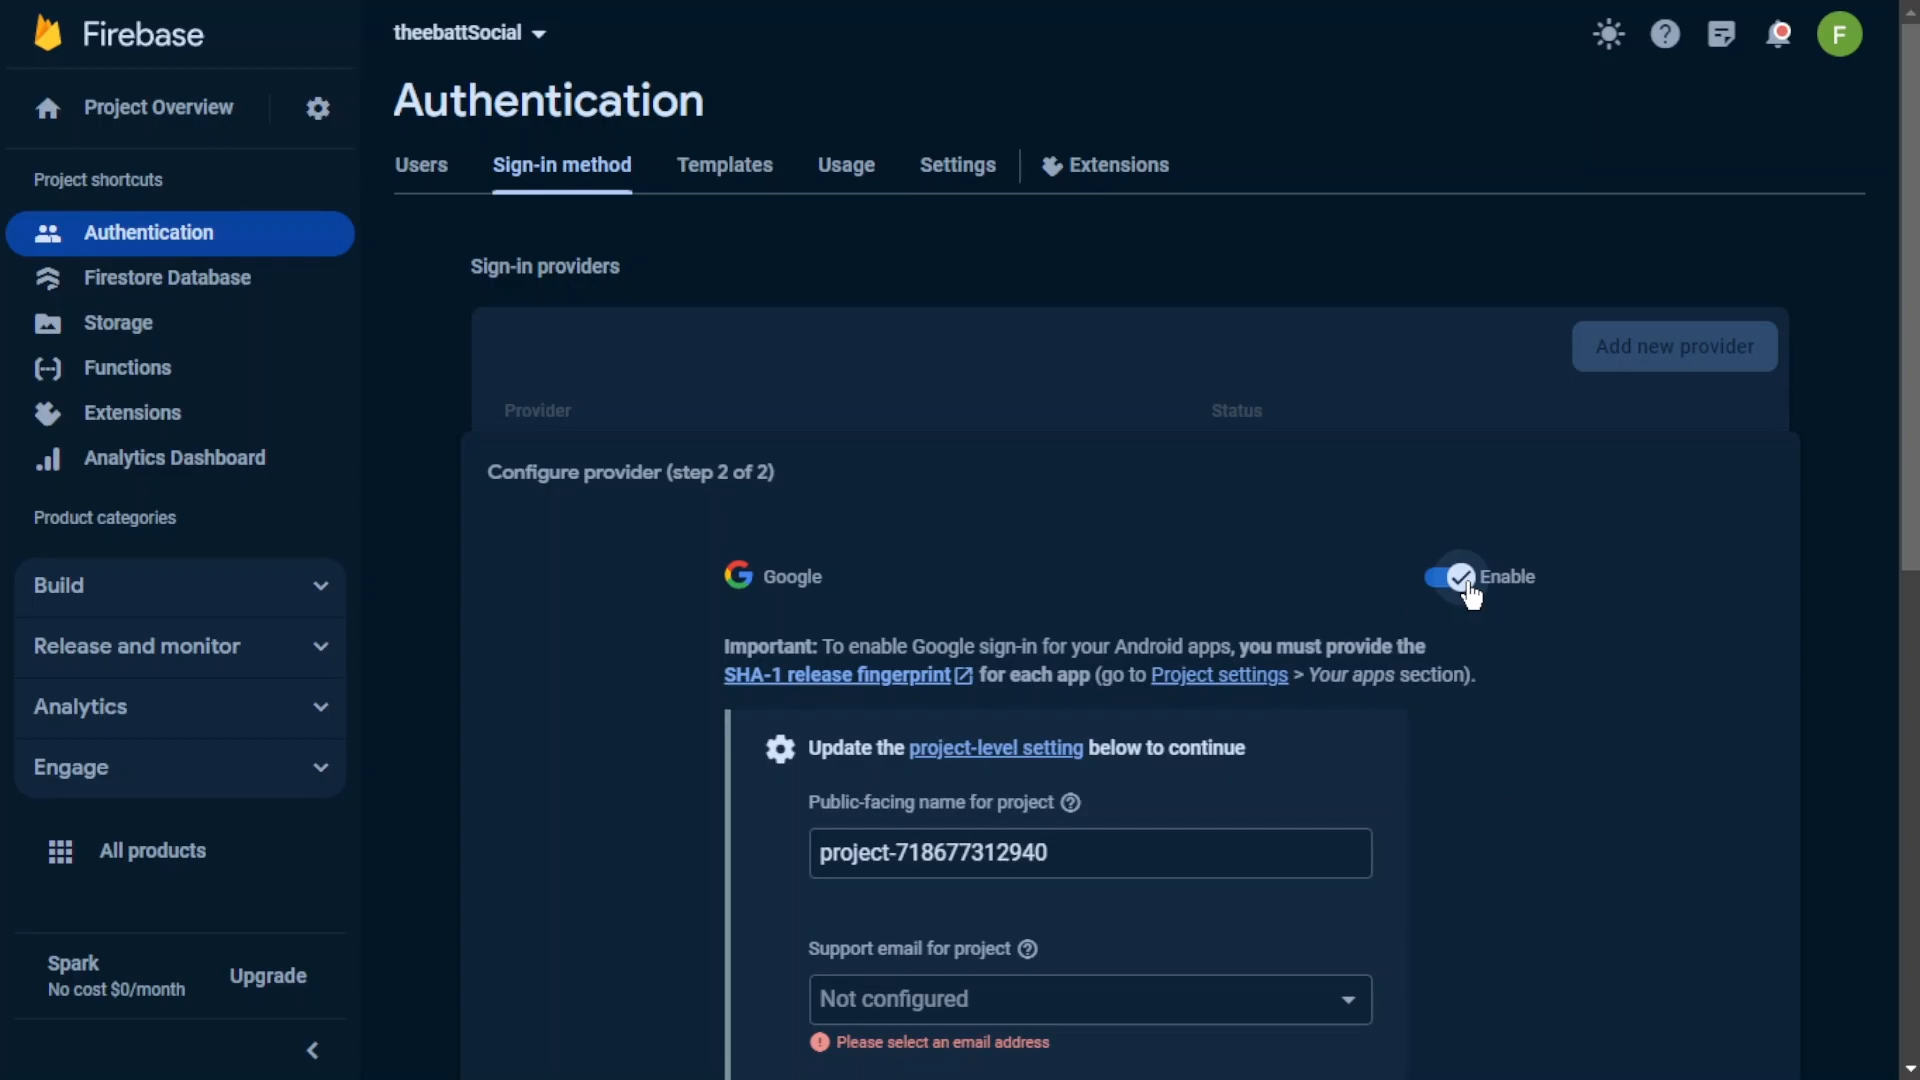 Firebase
theebattSocial
F
Project Overview
Authentication
Users
Sign-in method
Templates
Usage
Settings
Extensions
Project shortcuts
Authentication
Firestore Database
Storage
Functions
Extensions
Analytics Dashboard
Product categories
Build
Release and monitor
Analytics
Engage
All products
Spark
No cost $0/month
Upgrade
Sign-in providers
Add new provider
Provider
Status
Configure provider (step 2 of 2)
Google
Enable
Important: To enable Google sign-in for your Android apps, you must provide the
SHA-1 release fingerprint for each app (go to Project settings > Your apps section).
Update the project-level setting below to continue
Public-facing name for project
project-718677312940
Support email for project
Not configured
Please select an email address